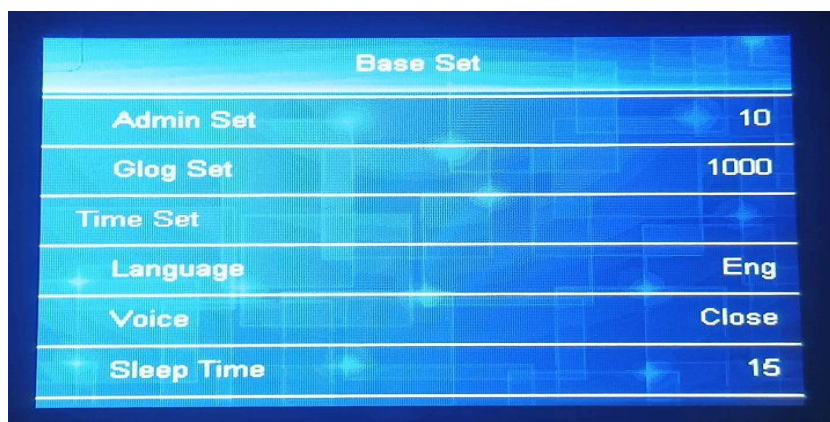 Base Set
Admin Set 10
Glog Set 1000
Time Set
Language Eng
Voice Close
Sleep Time 15